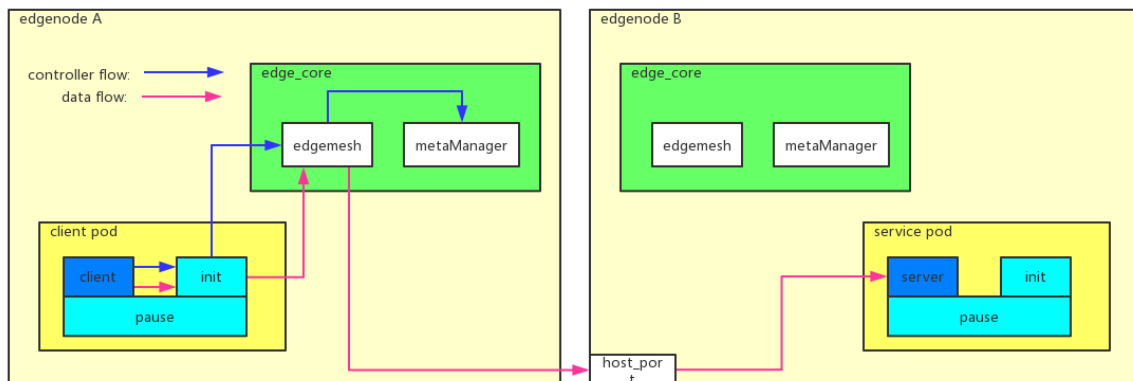 edgenode A
controller flow:
data flow:
edge_core
edgemesh
metaManager
client pod
client
init
pause
edgenode B
edge_core
edgemesh
metaManager
service pod
server
init
pause
host_por
t